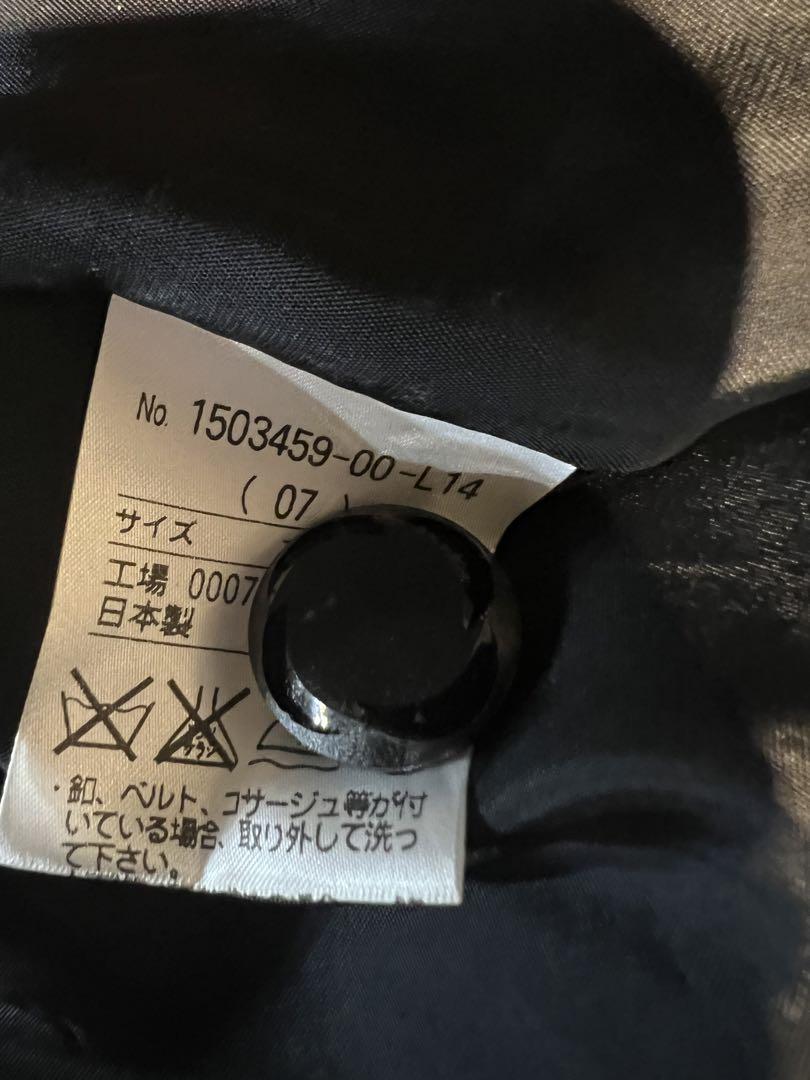 No. 1503459-00-L14
( 07 )
サイズ
工場 0007
日本製
・釦、ベルト、コサージュ等が付
いている場合、取り外して洗っ
て下さい。